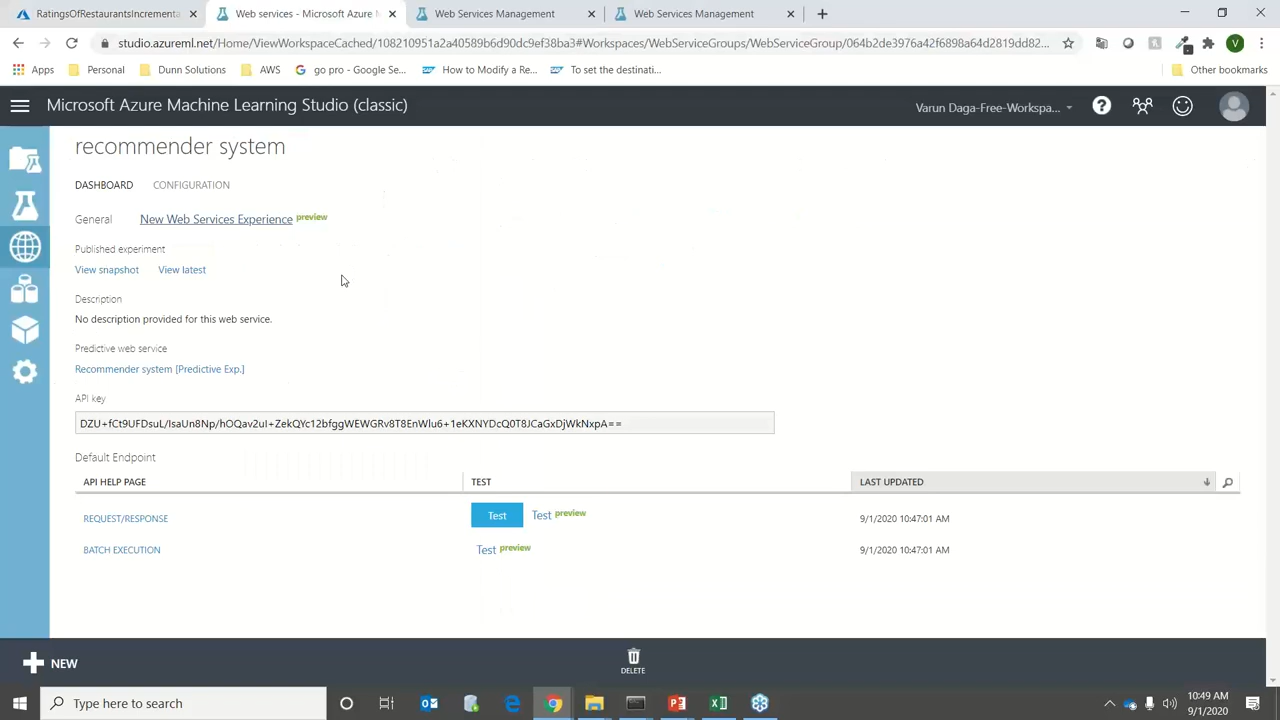 RatingsOfRestaurantsIncrementa
Web services - Microsoft Azure M
Web Services Management
Web Services Management
studio.azureml.net/Home/ViewWorkspaceCached/108210951a2a40589b6d90dc9ef38ba3#Workspaces/WebServiceGroups/WebServiceGroup/064b2de3976a42f6898a64d2819dd82...
V
Apps
Personal
Dunn Solutions
AWS
go pro - Google Se...
How to Modify a Re...
To set the destinati...
Other bookmarks
Microsoft Azure Machine Learning Studio (classic)
Varun Daga-Free-Workspa...
recommender system
DASHBOARD CONFIGURATION
General New Web Services Experience preview
Published experiment
View snapshot View latest
Description
No description provided for this web service.
Predictive web service
Recommender system [Predictive Exp.]
API key
DZU+fCt9UFDsuL/IsaUn8Np/hOQav2uI+ZekQYc12bfggWEWGRv8T8EnWlu6+1eKXNYDcQ0T8JCaGxDjWkNxpA==
Default Endpoint
API HELP PAGE TEST LAST UPDATED
REQUEST/RESPONSE Test Test preview 9/1/2020 10:47:01 AM
BATCH EXECUTION Test preview 9/1/2020 10:47:01 AM
NEW
DELETE
Type here to search
10:49 AM
9/1/2020